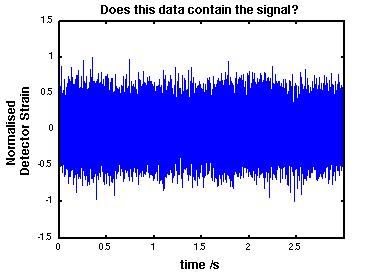 Does this data contain the signal?
1.5
1
0.5
0
-0.5
-1
-1.5
Normalised
Detector Strain
0 0.5 1 1.5 2 2.5
time /s